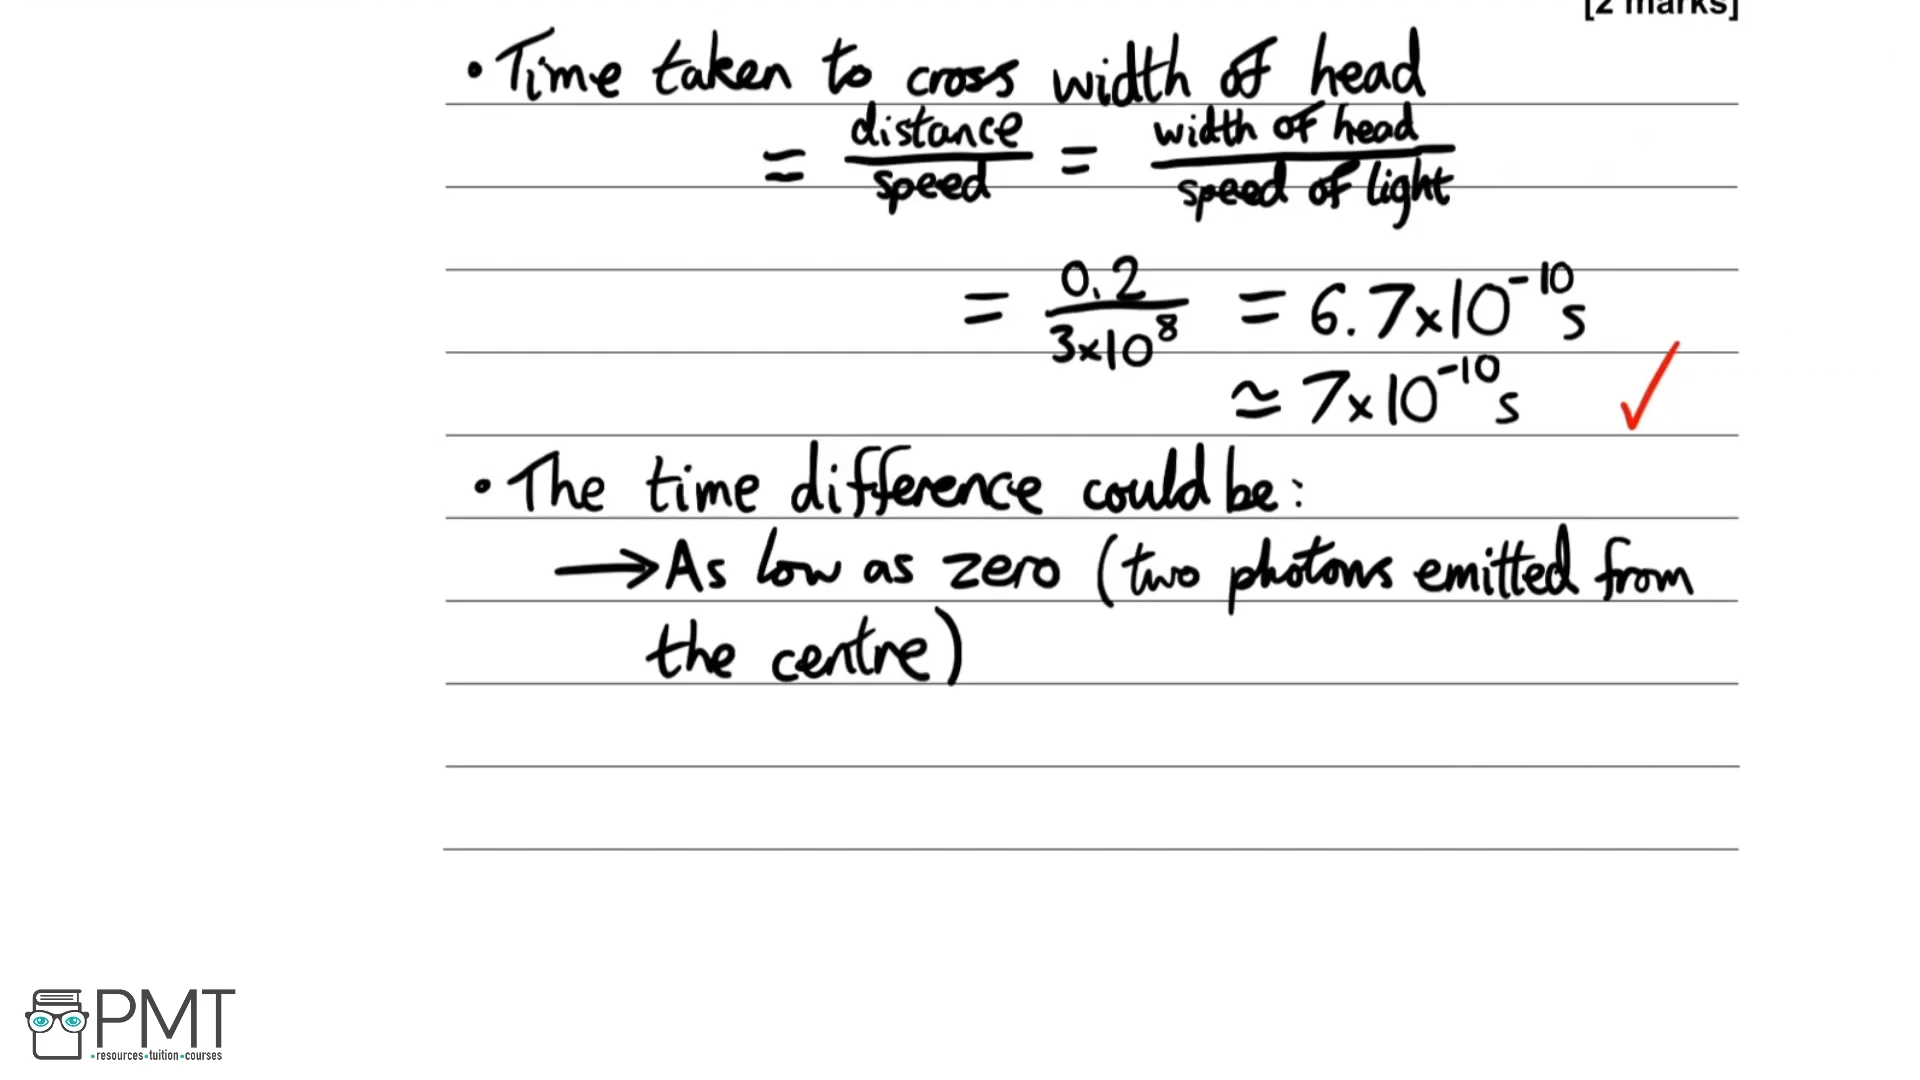 [2 marks]
• Time taken to cross width of head
= distance / speed = width of head / speed of light
= 0.2 / 3×10⁸ = 6.7×10⁻¹⁰s
≃ 7×10⁻¹⁰s ✓
• The time difference could be:
→ As low as zero (two photons emitted from
the centre)
PMT
•resources•tuition•courses